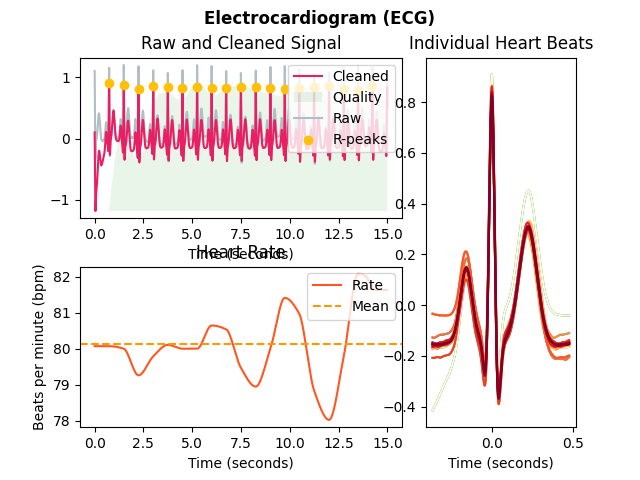 Electrocardiogram (ECG)
Raw and Cleaned Signal
1
0
−1
Cleaned
Quality
Raw
R-peaks
0.0 2.5 5.0 7.5 10.0 12.5 15.0
Time (seconds)
Heart Rate
82
81
80
79
78
Beats per minute (bpm)
Rate
Mean
0.0 2.5 5.0 7.5 10.0 12.5 15.0
Time (seconds)
Individual Heart Beats
0.8
0.6
0.4
0.2
0.0
−0.2
−0.4
0.0 0.5
Time (seconds)